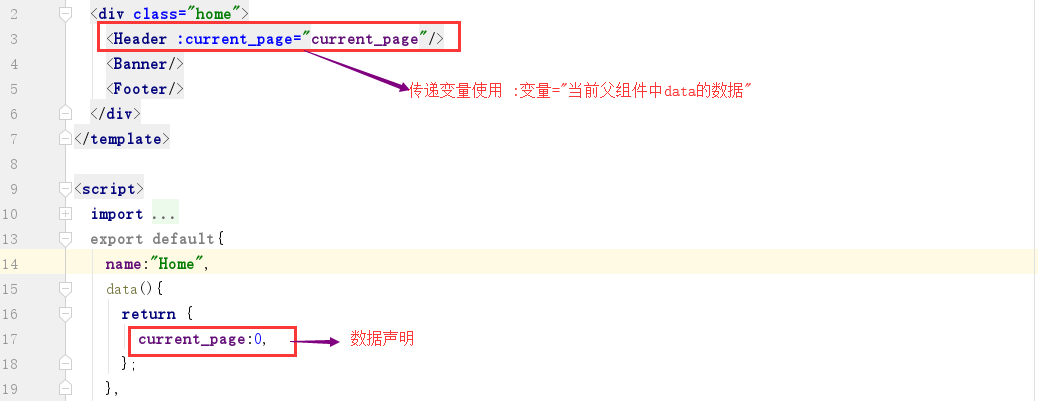 2 <div class="home">
3 <Header :current_page="current_page"/>
4 <Banner/>
传递变量使用 :变量="当前父组件中data的数据"
5 <Footer/>
6 </div>
7 </template>
8
9 <script>
10 import ...
13 export default{
14 name:"Home",
15 data(){
16 return {
17 current_page:0, 数据声明
18 };
19 },